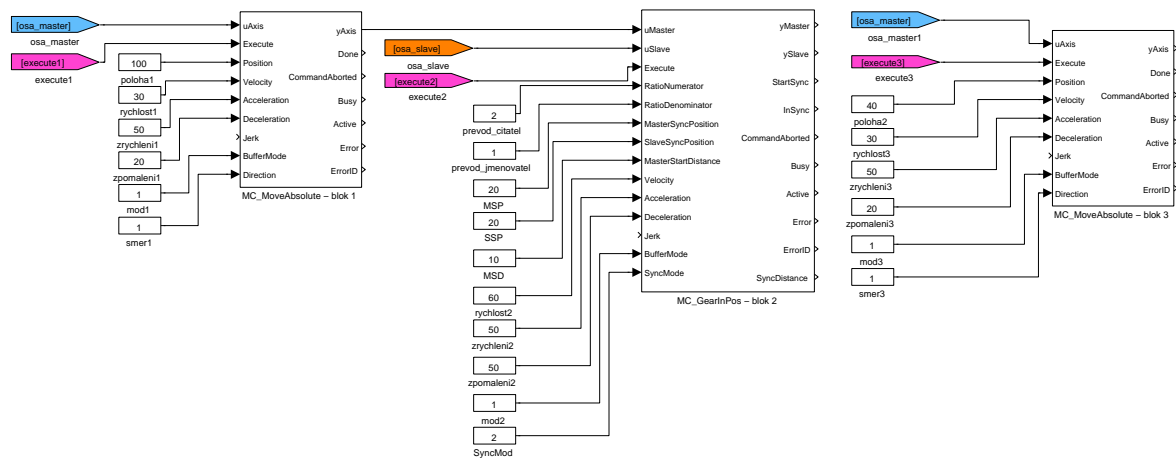 [osa_master]
osa_master
[execute1]
execute1
100
poloha1
30
rychlost1
50
zrychleni1
20
zpomaleni1
1
mod1
1
smer1
uAxis
Execute
Position
Velocity
Acceleration
Deceleration
Jerk
BufferMode
Direction
yAxis
Done
CommandAborted
Busy
Active
Error
ErrorID
MC_MoveAbsolute – blok 1
[osa_slave]
osa_slave
[execute2]
execute2
2
prevod_citatel
1
prevod_jmenovatel
20
MSP
20
SSP
10
MSD
60
rychlost2
50
zrychleni2
50
zpomaleni2
1
mod2
2
SyncMod
uMaster
uSlave
Execute
RatioNumerator
RatioDenominator
MasterSyncPosition
SlaveSyncPosition
MasterStartDistance
Velocity
Acceleration
Deceleration
Jerk
BufferMode
SyncMode
yMaster
ySlave
StartSync
InSync
CommandAborted
Busy
Active
Error
ErrorID
SyncDistance
MC_GearInPos – blok 2
[osa_master]
osa_master1
[execute3]
execute3
40
poloha2
30
rychlost3
50
zrychleni3
20
zpomaleni3
1
mod3
1
smer3
uAxis
Execute
Position
Velocity
Acceleration
Deceleration
Jerk
BufferMode
Direction
yAxis
Done
CommandAborted
Busy
Active
Error
ErrorID
MC_MoveAbsolute – blok 3